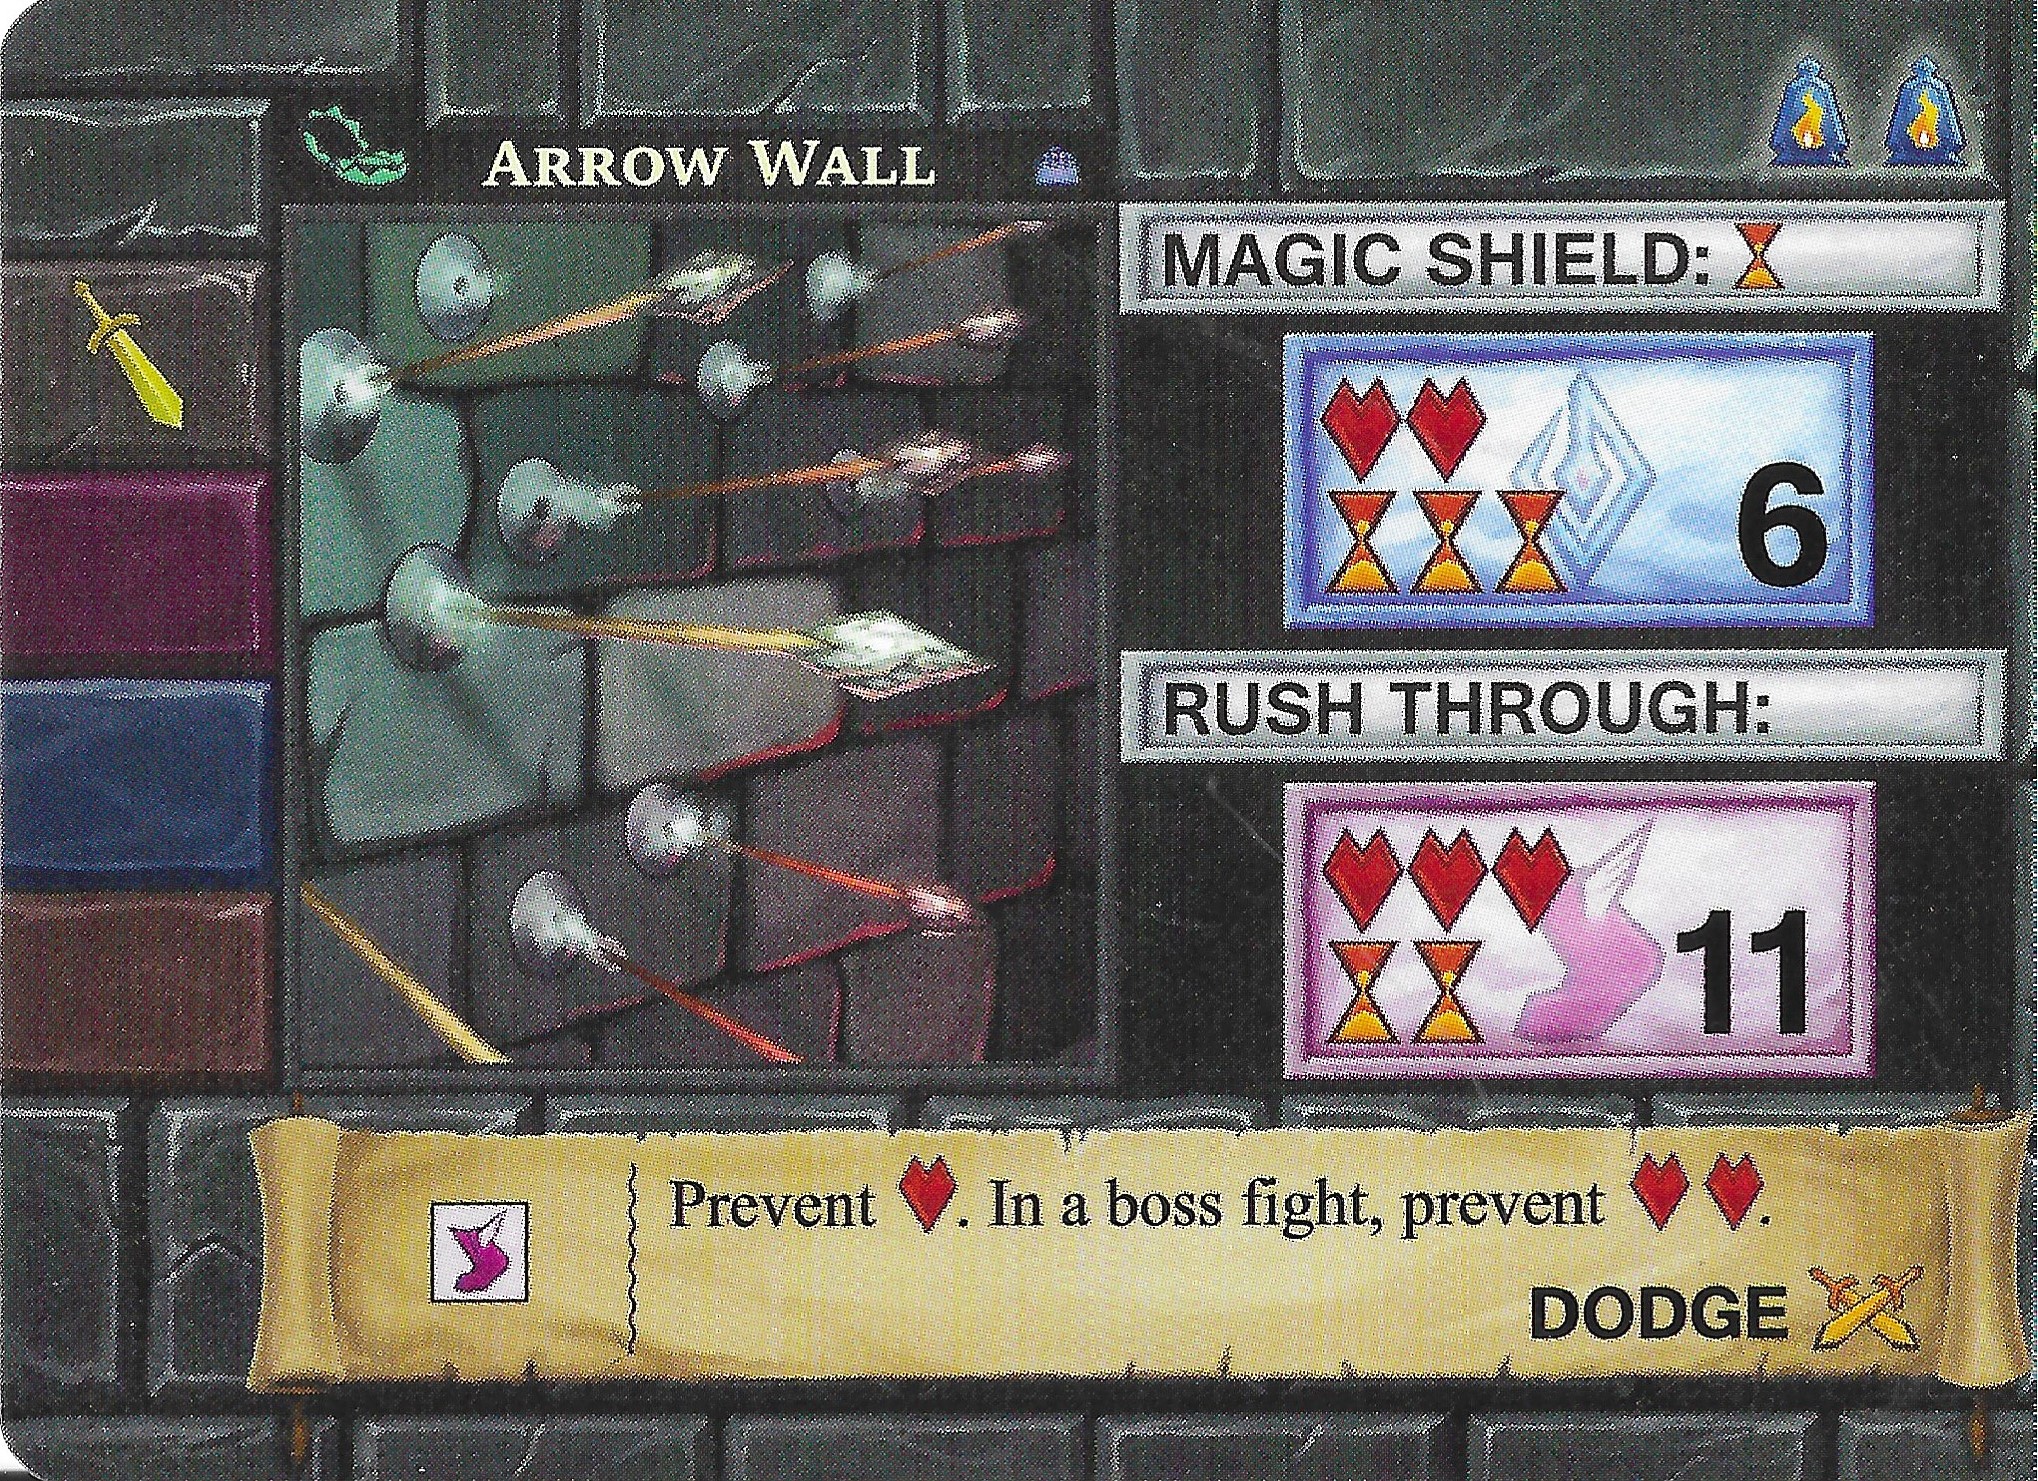 ARROW WALL
MAGIC SHIELD:
6
RUSH THROUGH:
11
Prevent . In a boss fight, prevent .
DODGE